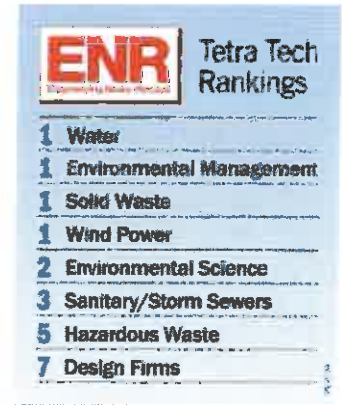 ENR
Tetra Tech
Rankings
1 Water
1 Environmental Management
1 Solid Waste
1 Wind Power
2 Environmental Science
3 Sanitary/Storm Sewers
5 Hazardous Waste
7 Design Firms